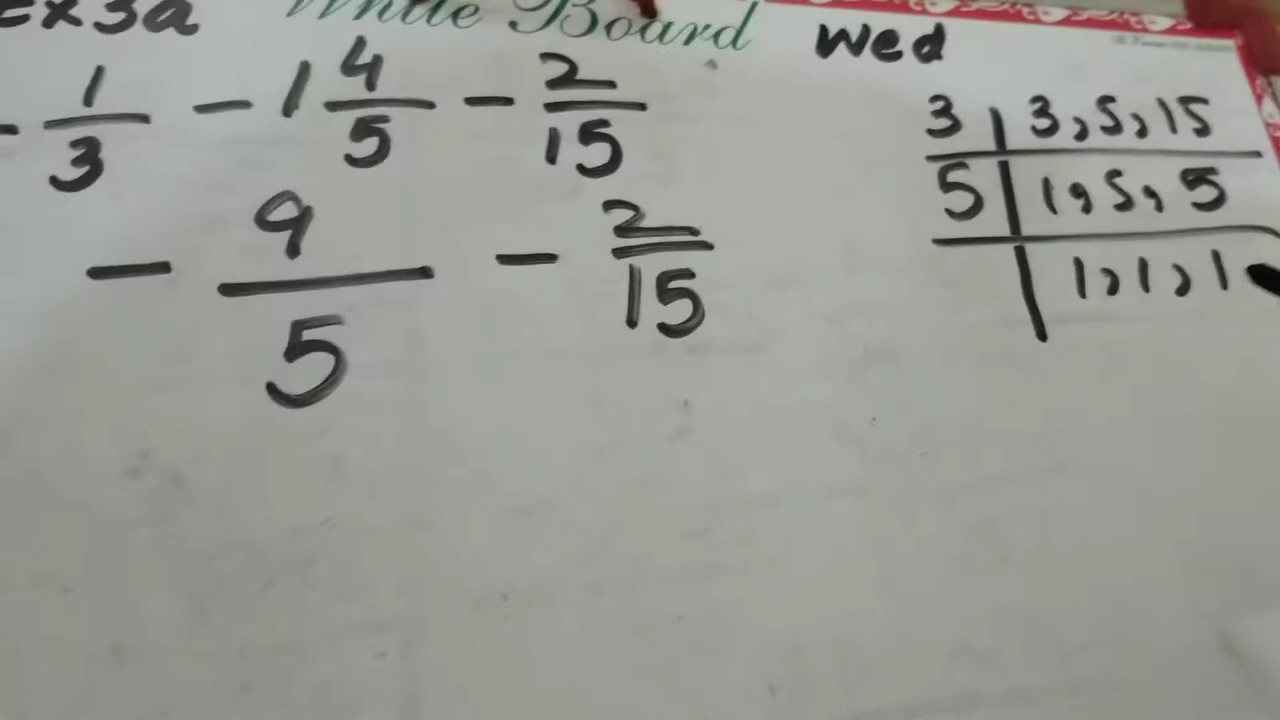 Ex3a White Board Wed
- 1/3 - 1 4/5 - 2/15
- 9/5 - 2/15
3 | 3, 5, 15
5 | 1, 5, 5
| 1, 1, 1